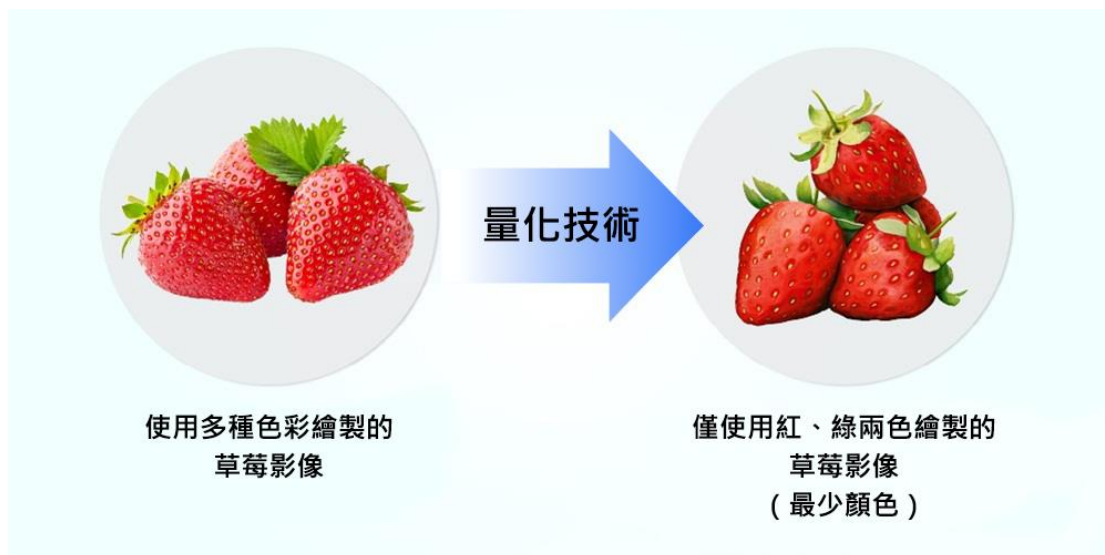 量化技術
使用多種色彩繪製的
草莓影像
僅使用紅、綠兩色繪製的
草莓影像
(最少顏色)